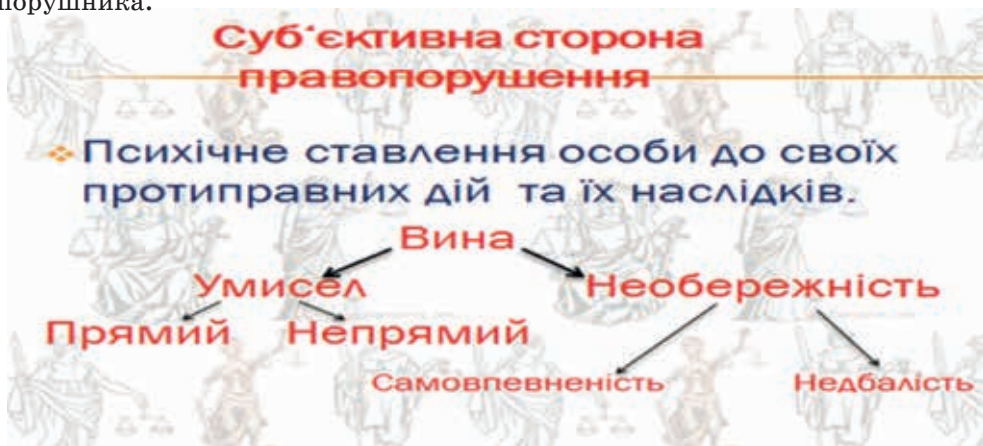 порушника.
Суб'єктивна сторона
правопорушення
Психічне ставлення особи до своїх
протиправних дій та їх наслідків.
Вина
Умисел Необережність
Прямий Непрямий
Самовпевненість Недбалість